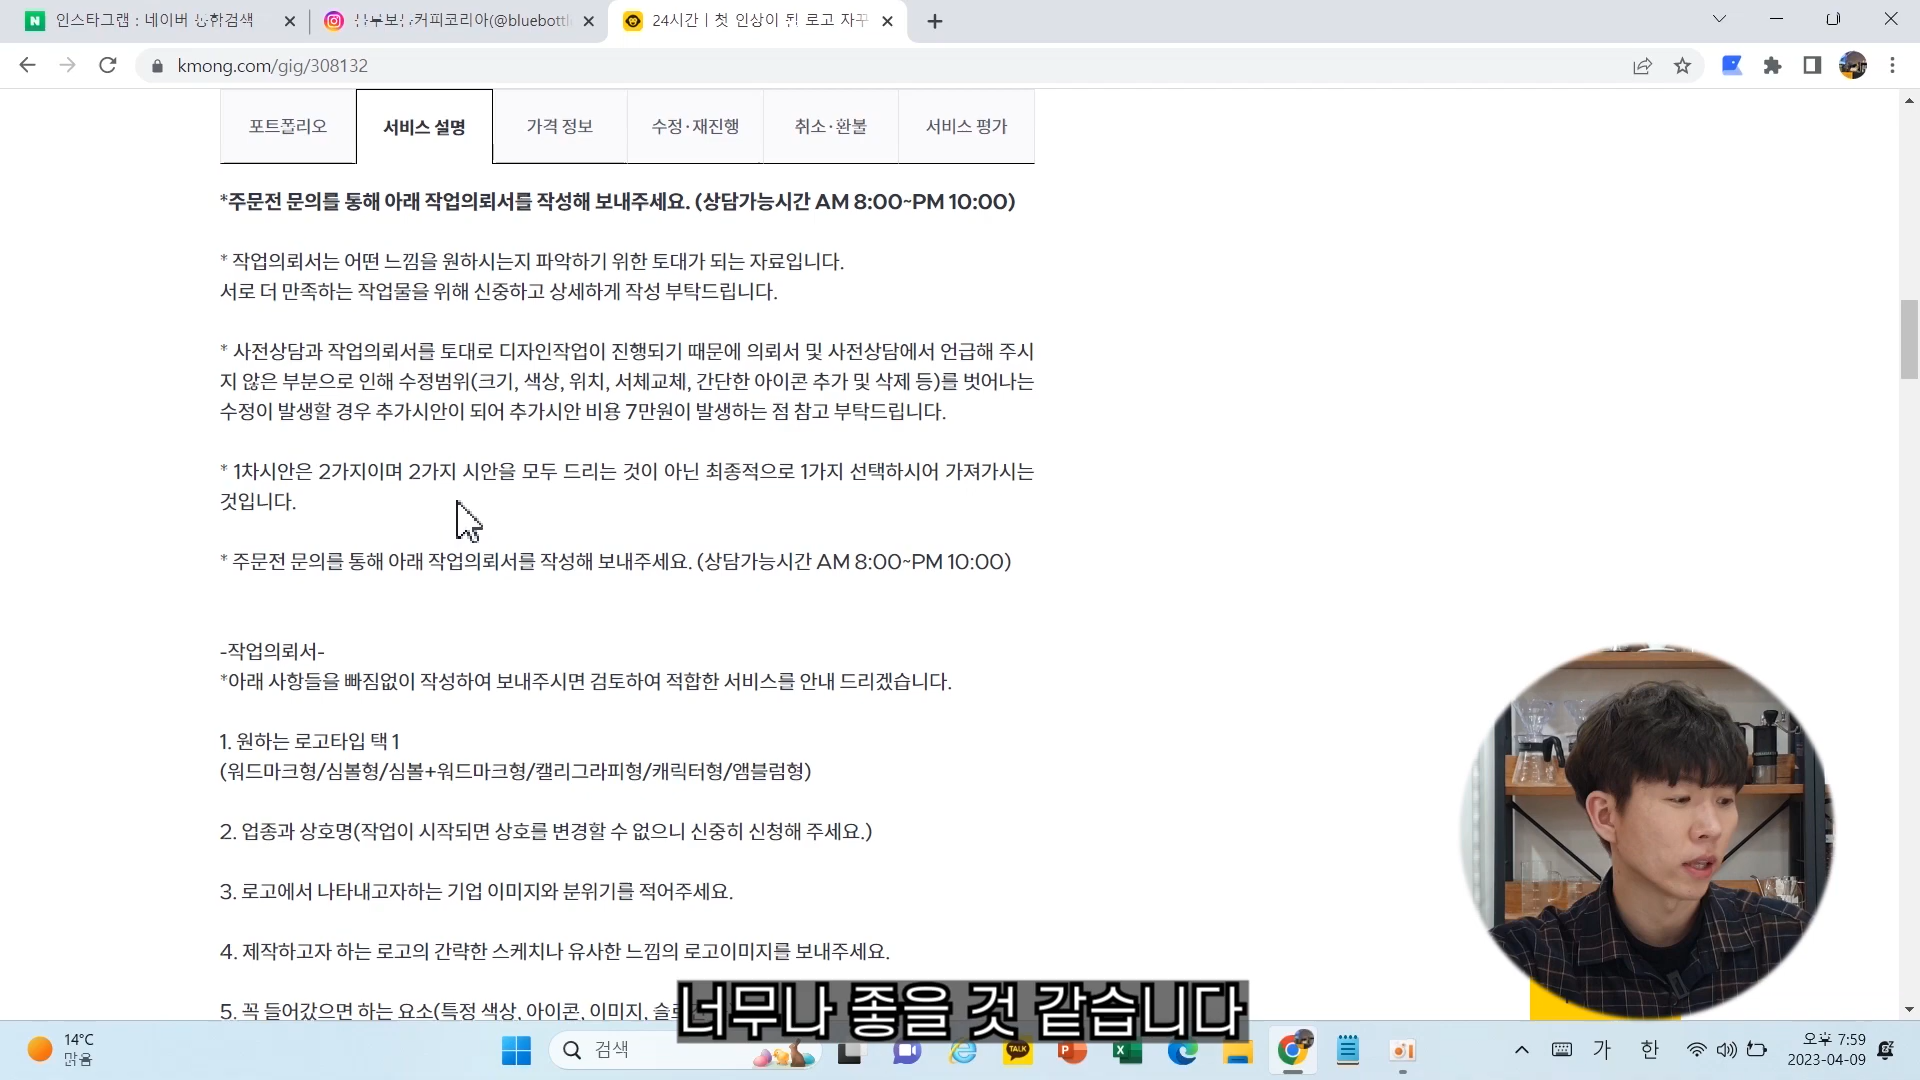 인스타그램 : 네이버 통합검색
블루보틀커피코리아(@bluebottl
24시간 | 첫 인상이 된 로고 자꾸
kmong.com/gig/308132
포트폴리오
서비스 설명
가격 정보
수정·재진행
취소·환불
서비스 평가
*주문전 문의를 통해 아래 작업의뢰서를 작성해 보내주세요. (상담가능시간 AM 8:00~PM 10:00)
* 작업의뢰서는 어떤 느낌을 원하시는지 파악하기 위한 토대가 되는 자료입니다.
서로 더 만족하는 작업물을 위해 신중하고 상세하게 작성 부탁드립니다.
* 사전상담과 작업의뢰서를 토대로 디자인작업이 진행되기 때문에 의뢰서 및 사전상담에서 언급해 주시
지 않은 부분으로 인해 수정범위(크기, 색상, 위치, 서체교체, 간단한 아이콘 추가 및 삭제 등)를 벗어나는
수정이 발생할 경우 추가시안이 되어 추가시안 비용 7만원이 발생하는 점 참고 부탁드립니다.
* 1차시안은 2가지이며 2가지 시안을 모두 드리는 것이 아닌 최종적으로 1가지 선택하시어 가져가시는
것입니다.
* 주문전 문의를 통해 아래 작업의뢰서를 작성해 보내주세요. (상담가능시간 AM 8:00~PM 10:00)
-작업의뢰서-
*아래 사항들을 빠짐없이 작성하여 보내주시면 검토하여 적합한 서비스를 안내 드리겠습니다.
1. 원하는 로고타입 택 1
(워드마크형/심볼형/심볼+워드마크형/캘리그라피형/캐릭터형/앰블럼형)
2. 업종과 상호명(작업이 시작되면 상호를 변경할 수 없으니 신중히 신청해 주세요.)
3. 로고에서 나타내고자하는 기업 이미지와 분위기를 적어주세요.
4. 제작하고자 하는 로고의 간략한 스케치나 유사한 느낌의 로고이미지를 보내주세요.
5. 꼭 들어갔으면 하는 요소(특정 색상, 아이콘, 이미지,
너무나 좋을 것 같습니다
14°C
맑음
검색
TALK
가
한
오후 7:59
2023-04-09